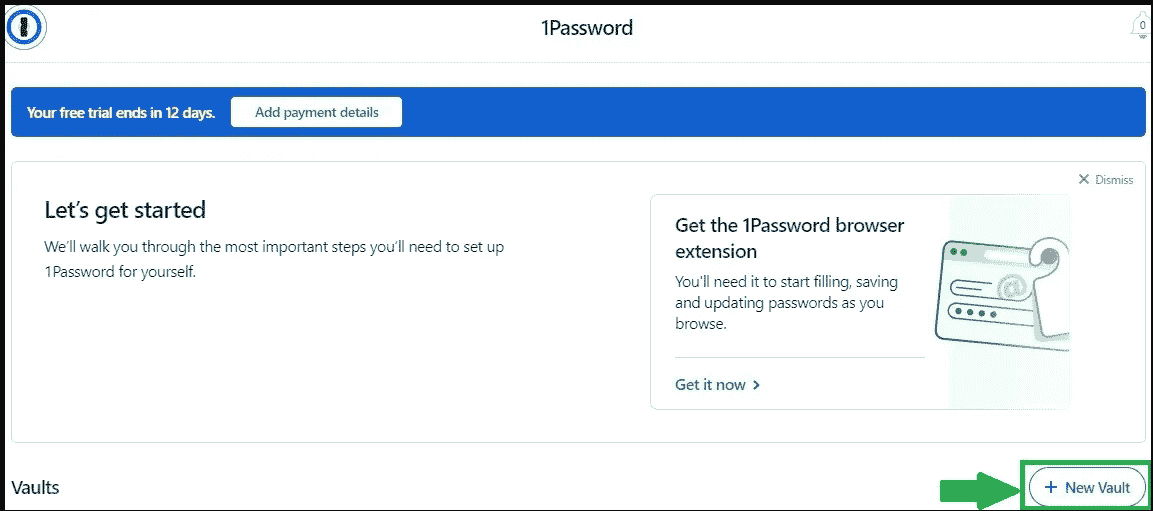 1Password
0
Your free trial ends in 12 days.
Add payment details
Dismiss
Let's get started
We'll walk you through the most important steps you'll need to set up
1Password for yourself.
Get the 1Password browser
extension
You'll need it to start filling, saving
and updating passwords as you
browse.
@
Get it now
Vaults
+ New Vault